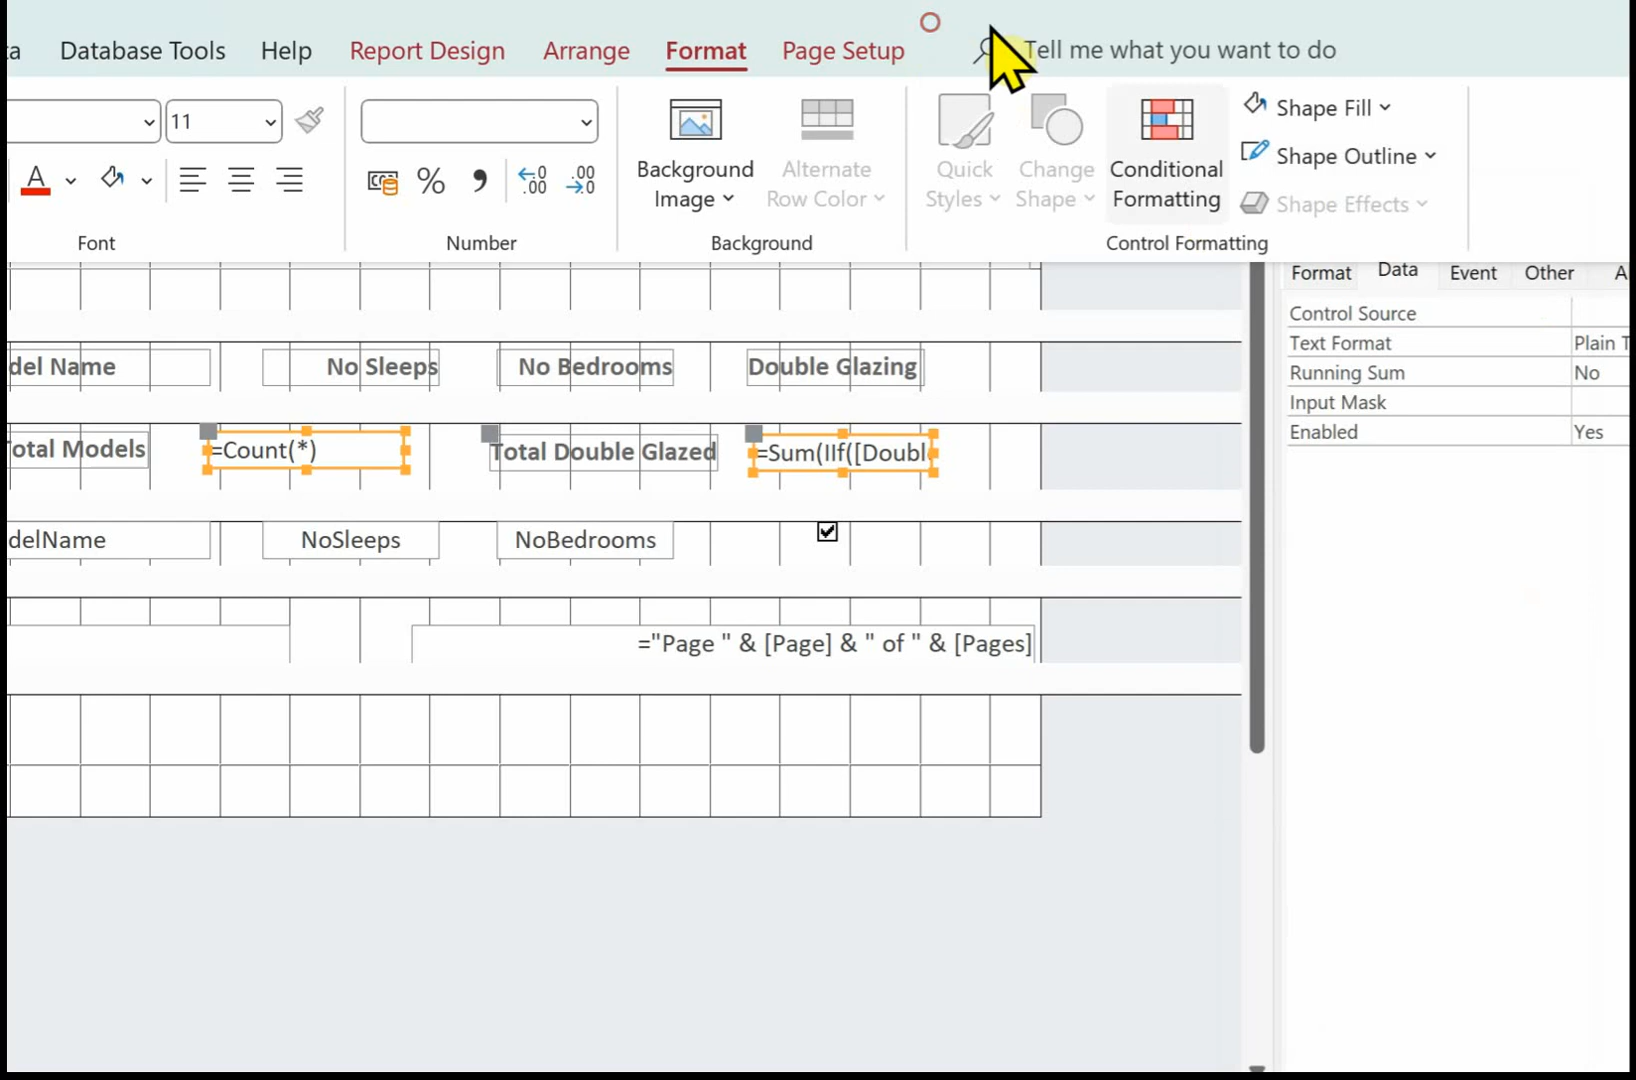 a Database Tools Help Report Design Arrange Format Page Setup Tell me what you want to do
11
Shape Fill
Background Image
Alternate Row Color
Quick Styles
Change Shape
Conditional Formatting
Shape Outline
Shape Effects
A % .00 .00
Font Number Background Control Formatting
Format Data Event Other A
Control Source
Text Format Plain T
Running Sum No
Input Mask
Enabled Yes
del Name No Sleeps No Bedrooms Double Glazing
otal Models =Count(*) Total Double Glazed =Sum(IIf([Doubl
delName NoSleeps NoBedrooms
="Page " & [Page] & " of " & [Pages]